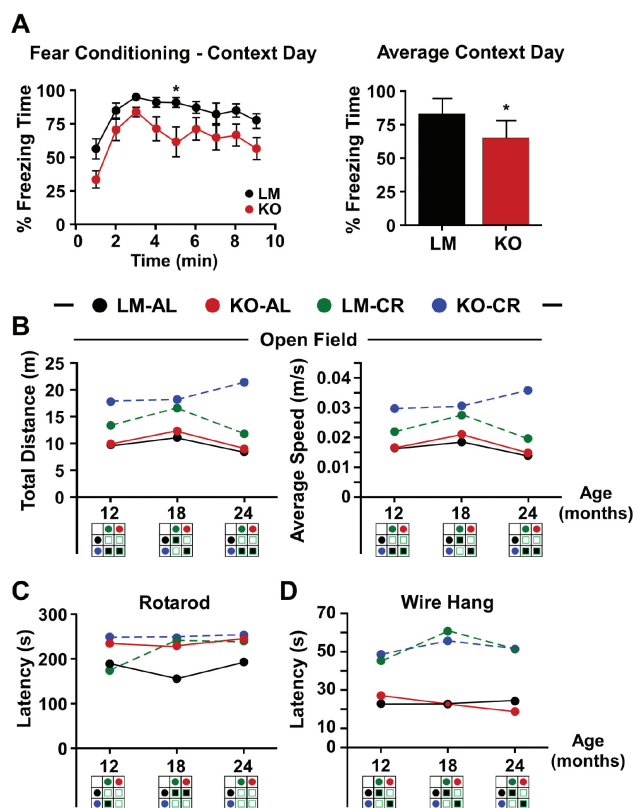 A
Fear Conditioning - Context Day
Average Context Day
% Freezing Time
100
75
50
25
0
*
LM
KO
0 2 4 6 8 10
Time (min)
% Freezing Time
100
75
50
25
0
*
LM KO
LM-AL KO-AL LM-CR KO-CR
B
Open Field
Total Distance (m)
25
20
15
10
5
0
12 18 24
Average Speed (m/s)
0.04
0.03
0.02
0.01
0
12 18 24
Age
(months)
C
Rotarod
Latency (s)
300
200
100
0
12 18 24
D
Wire Hang
Latency (s)
70
50
30
10
0
12 18 24
Age
(months)